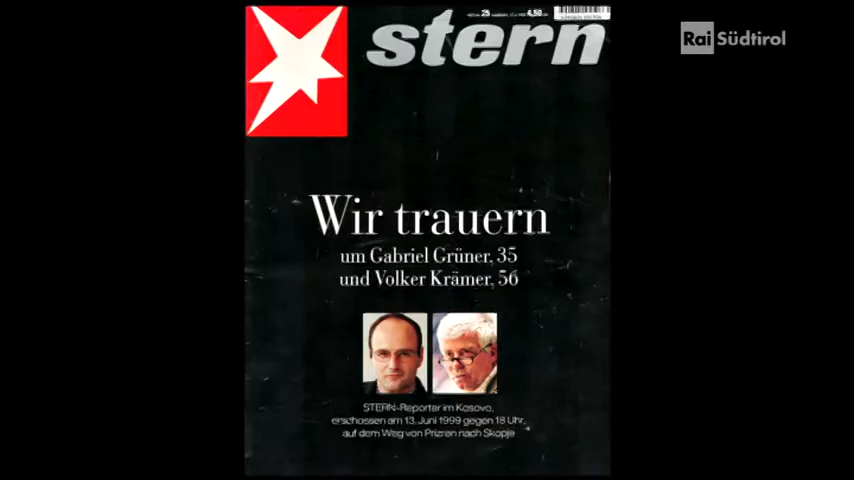 stern
Rai Südtirol
Wir trauern
um Gabriel Grüner, 35
und Volker Krämer, 56
STERN-Reporter im Kosovo,
erschossen am 13. Juni 1999 gegen 18 Uhr,
auf dem Weg von Prizren nach Skopje